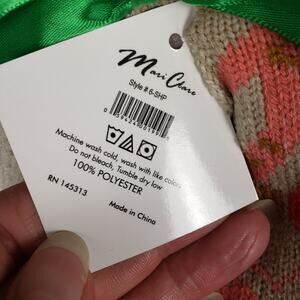 Mari Clare
Style # 6-SHP
Machine wash cold, wash with like colors
Do not bleach, Tumble dry low
100% POLYESTER
RN 145313
Made in China